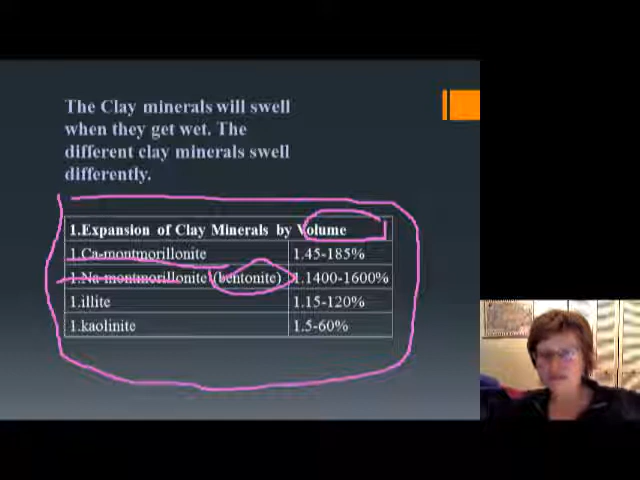 The Clay minerals will swell
when they get wet. The
different clay minerals swell
differently.
1.Expansion of Clay Minerals by Volume
1.Ca-montmorillonite 1.45-185%
1.Na-montmorillonite (bentonite) 1.1400-1600%
1.illite 1.15-120%
1.kaolinite 1.5-60%